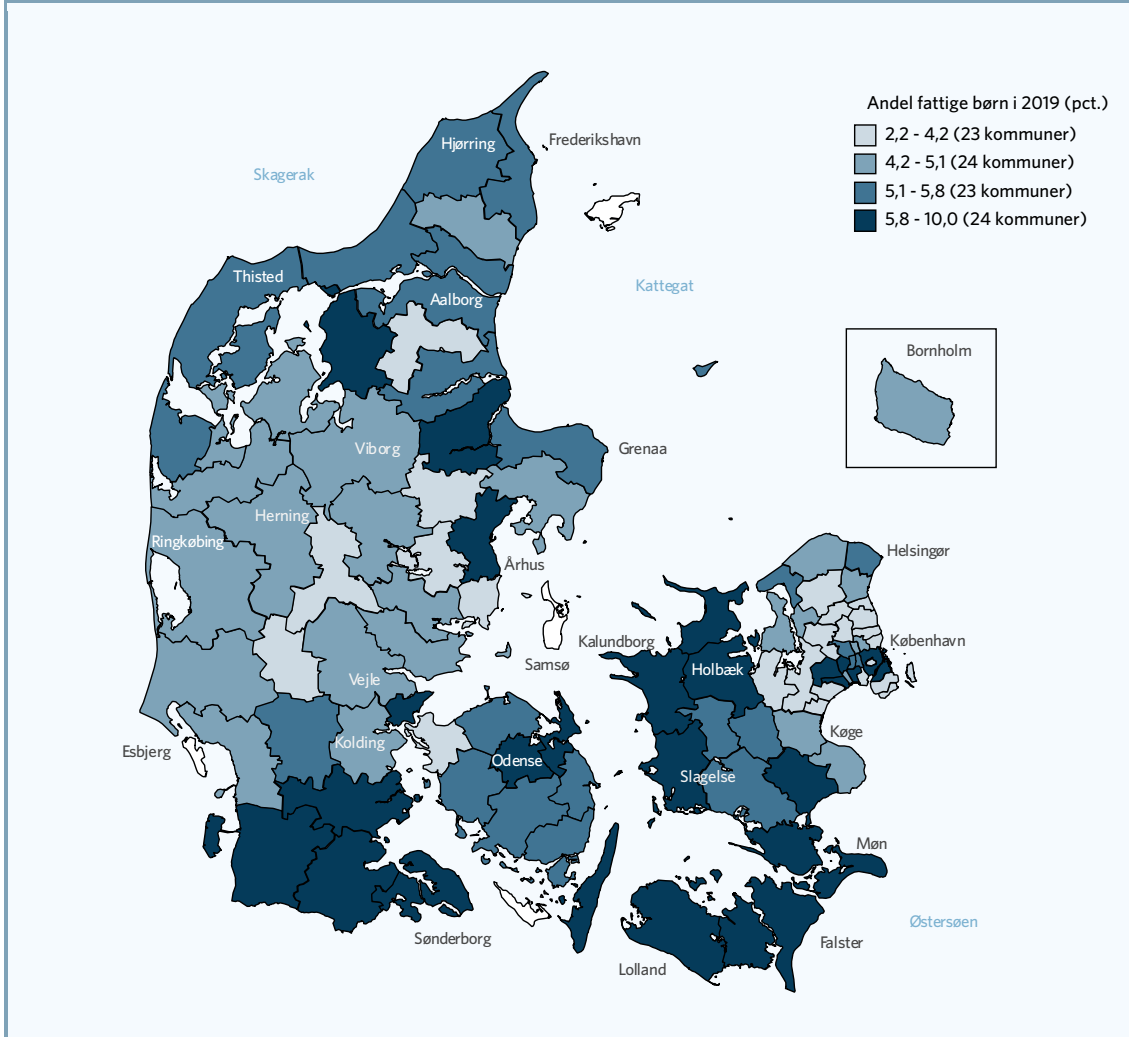 Andel fattige børn i 2019 (pct.)
2,2 - 4,2 (23 kommuner)
4,2 - 5,1 (24 kommuner)
5,1 - 5,8 (23 kommuner)
5,8 - 10,0 (24 kommuner)
Hjørring
Frederikshavn
Skagerak
Thisted
Aalborg
Kattegat
Bornholm
Viborg
Grenaa
Herning
Ringkøbing
Århus
Helsingør
København
Kalundborg
Samsø
Holbæk
Vejle
Køge
Kolding
Esbjerg
Odense
Slagelse
Møn
Østersøen
Sønderborg
Falster
Lolland